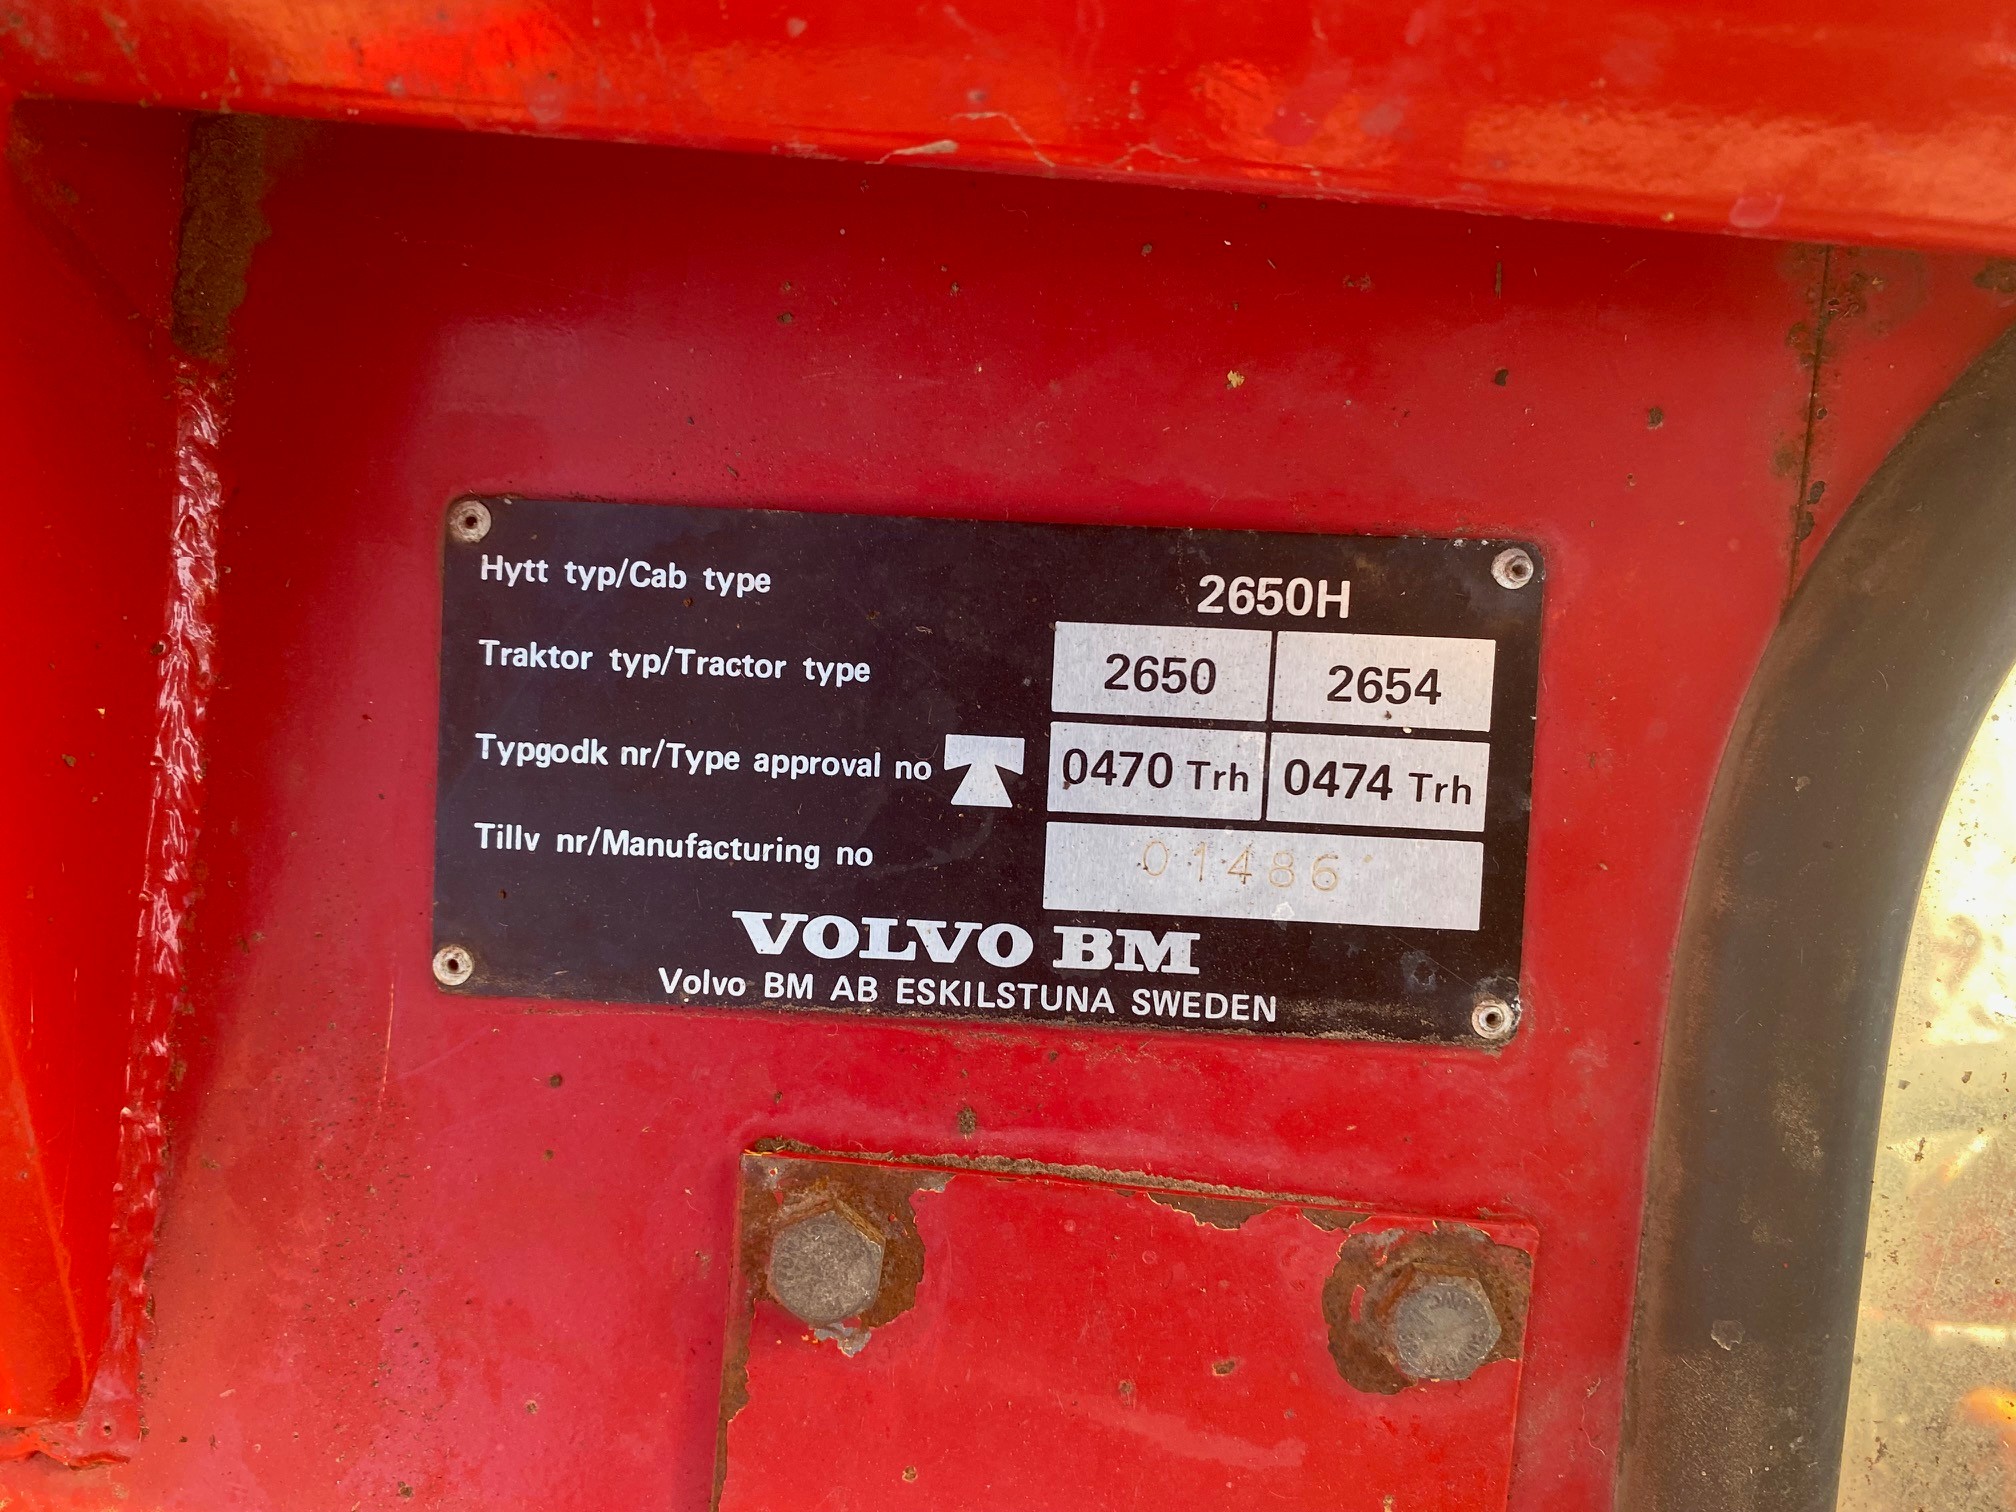 Hytt typ/Cab type 2650H
Traktor typ/Tractor type 2650 2654
Typgodk nr/Type approval no 0470 Trh 0474 Trh
Tillv nr/Manufacturing no 01486
VOLVO BM
Volvo BM AB ESKILSTUNA SWEDEN